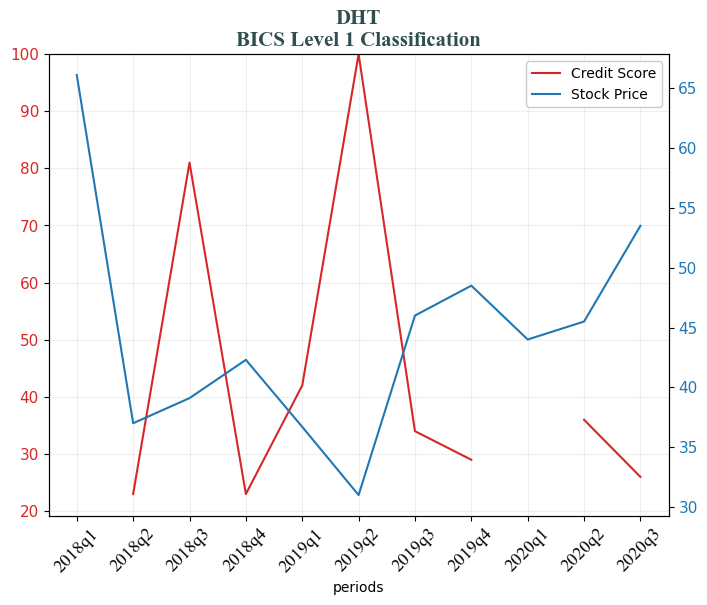 DHT
BICS Level 1 Classification
Credit Score
Stock Price
100
90
80
70
60
50
40
30
20
65
60
55
50
45
40
35
30
2018q1
2018q2
2018q3
2018q4
2019q1
2019q2
2019q3
2019q4
2020q1
2020q2
2020q3
periods